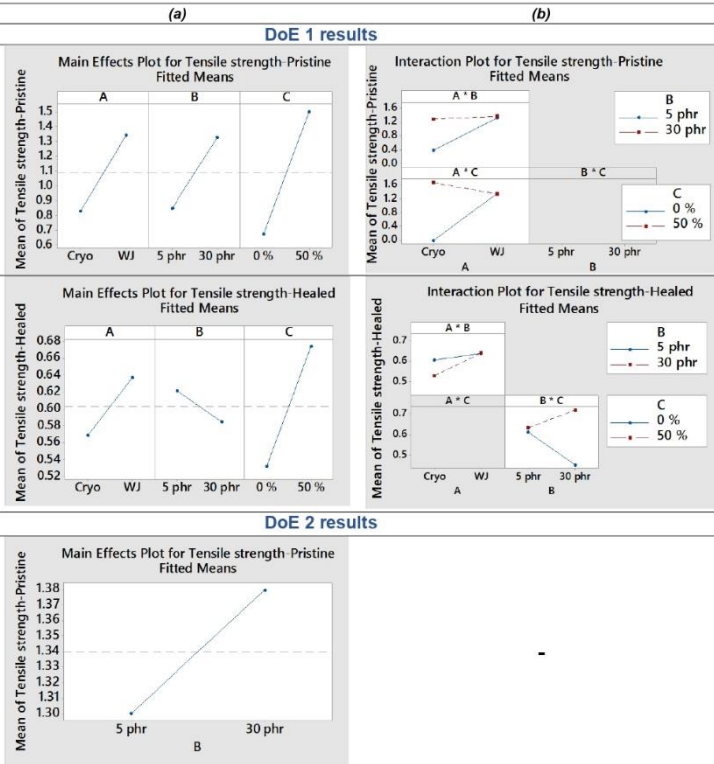 (a)
(b)
DoE 1 results
Main Effects Plot for Tensile strength-Pristine
Fitted Means
A
B
C
Mean of Tensile strength-Pristine
1.5
1.4
1.3
1.2
1.1
1.0
0.9
0.8
0.7
0.6
Cryo WJ 5 phr 30 phr 0 % 50 %
Interaction Plot for Tensile strength-Pristine
Fitted Means
A * B
Mean of Tensile strength-Pristine
1.6
1.2
0.8
0.4
0.0
B
5 phr
30 phr
A * C
B * C
1.6
1.2
0.8
0.4
0.0
C
0 %
50 %
Cryo WJ 5 phr 30 phr
A B
Main Effects Plot for Tensile strength-Healed
Fitted Means
A B C
Mean of Tensile strength-Healed
0.68
0.66
0.64
0.62
0.60
0.58
0.56
0.54
0.52
Cryo WJ 5 phr 30 phr 0 % 50 %
Interaction Plot for Tensile strength-Healed
Fitted Means
A * B
Mean of Tensile strength-Healed
0.7
0.6
0.5
B
5 phr
30 phr
A * C
B * C
0.7
0.6
0.5
C
0 %
50 %
Cryo WJ 5 phr 30 phr
A B
DoE 2 results
Main Effects Plot for Tensile strength-Pristine
Fitted Means
Mean of Tensile strength-Pristine
1.38
1.37
1.36
1.35
1.34
1.33
1.32
1.31
1.30
5 phr 30 phr
B
-